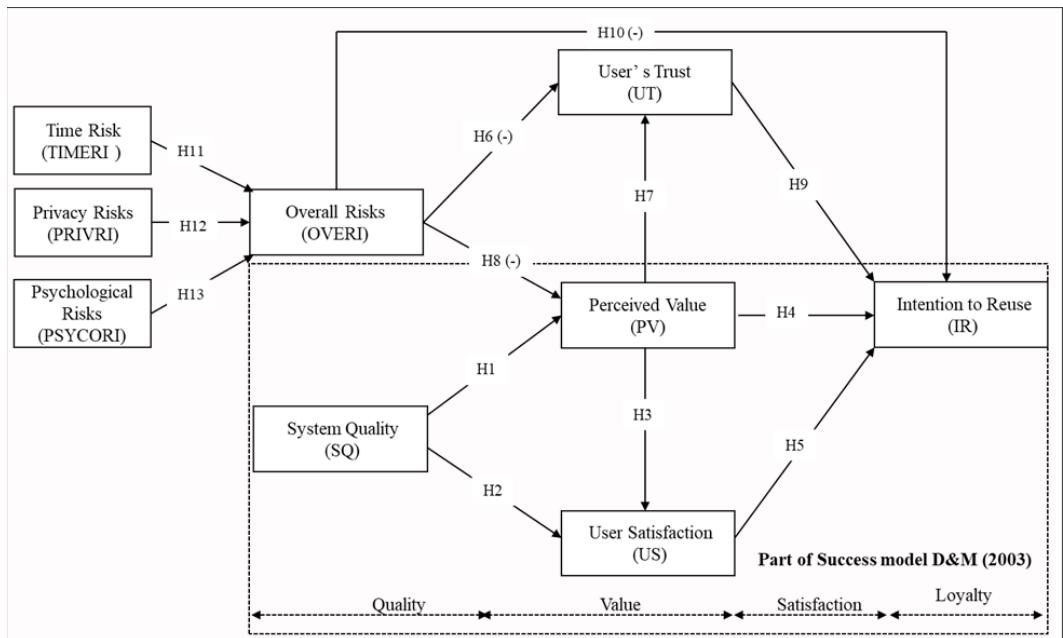 H10 (-)
User' s Trust
(UT)
Time Risk
(TIMERI )
H11
H6 (-)
Privacy Risks
(PRIVRI)
H12
Overall Risks
(OVERI)
H7
H9
Psychological
Risks
(PSYCORI)
H13
H8 (-)
Perceived Value
(PV)
H4
Intention to Reuse
(IR)
H1
System Quality
(SQ)
H3
H5
H2
User Satisfaction
(US)
Part of Success model D&M (2003)
Quality
Value
Satisfaction
Loyalty